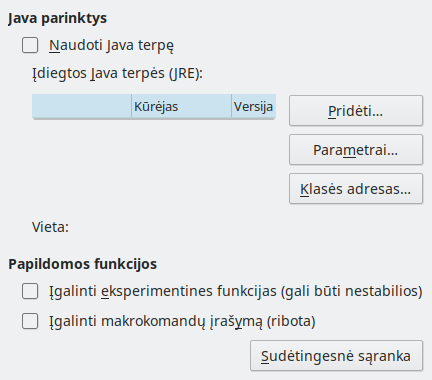 Java parinktys
Naudoti Java terpę
Įdiegtos Java terpės (JRE):
Kūrėjas Versija
Pridėti...
Parametrai...
Klasės adresas...
Vieta:
Papildomos funkcijos
Įgalinti eksperimentines funkcijas (gali būti nestabilios)
Įgalinti makrokomandų įrašymą (ribota)
Sudėtingesnė sąranka